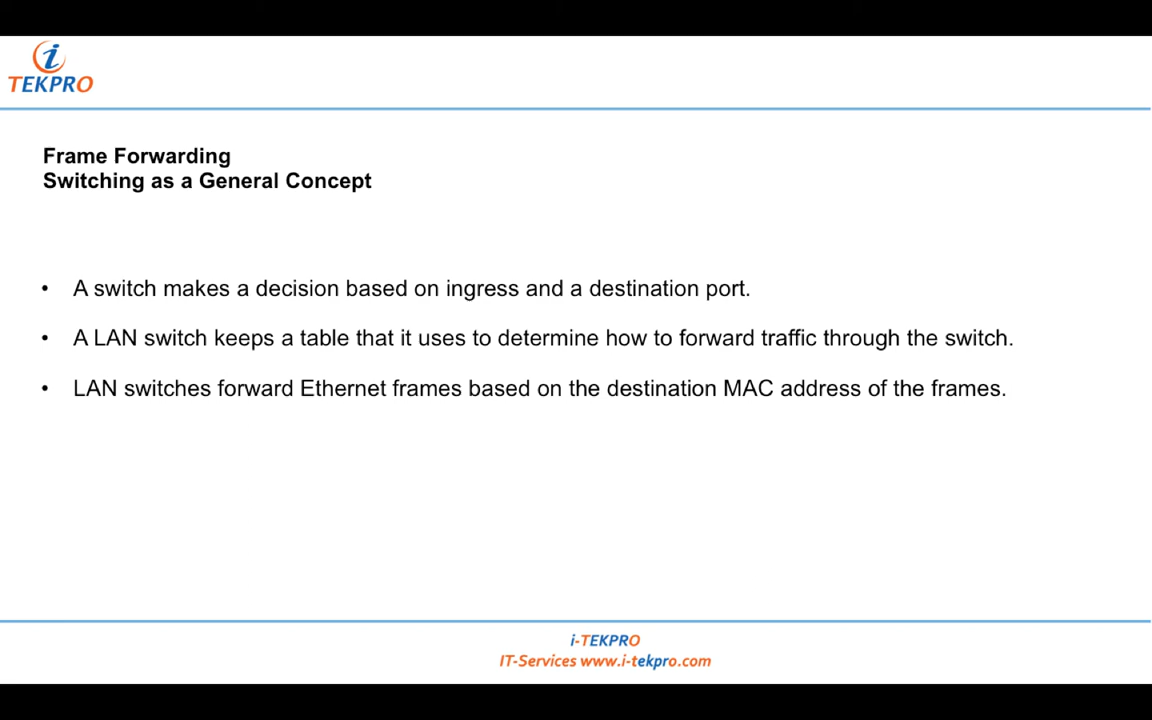 i
TEKPRO
Frame Forwarding
Switching as a General Concept
• A switch makes a decision based on ingress and a destination port.
• A LAN switch keeps a table that it uses to determine how to forward traffic through the switch.
• LAN switches forward Ethernet frames based on the destination MAC address of the frames.
i-TEKPRO
IT-Services www.i-tekpro.com